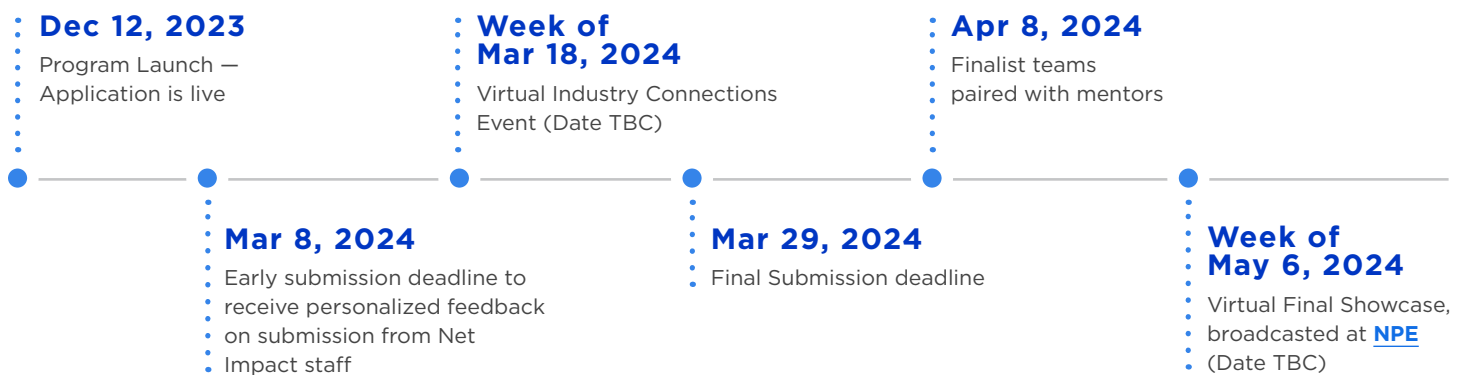 Dec 12, 2023
Program Launch —
Application is live
Mar 8, 2024
Early submission deadline to
receive personalized feedback
on submission from Net
Impact staff
Week of
Mar 18, 2024
Virtual Industry Connections
Event (Date TBC)
Mar 29, 2024
Final Submission deadline
Apr 8, 2024
Finalist teams
paired with mentors
Week of
May 6, 2024
Virtual Final Showcase,
broadcasted at NPE
(Date TBC)